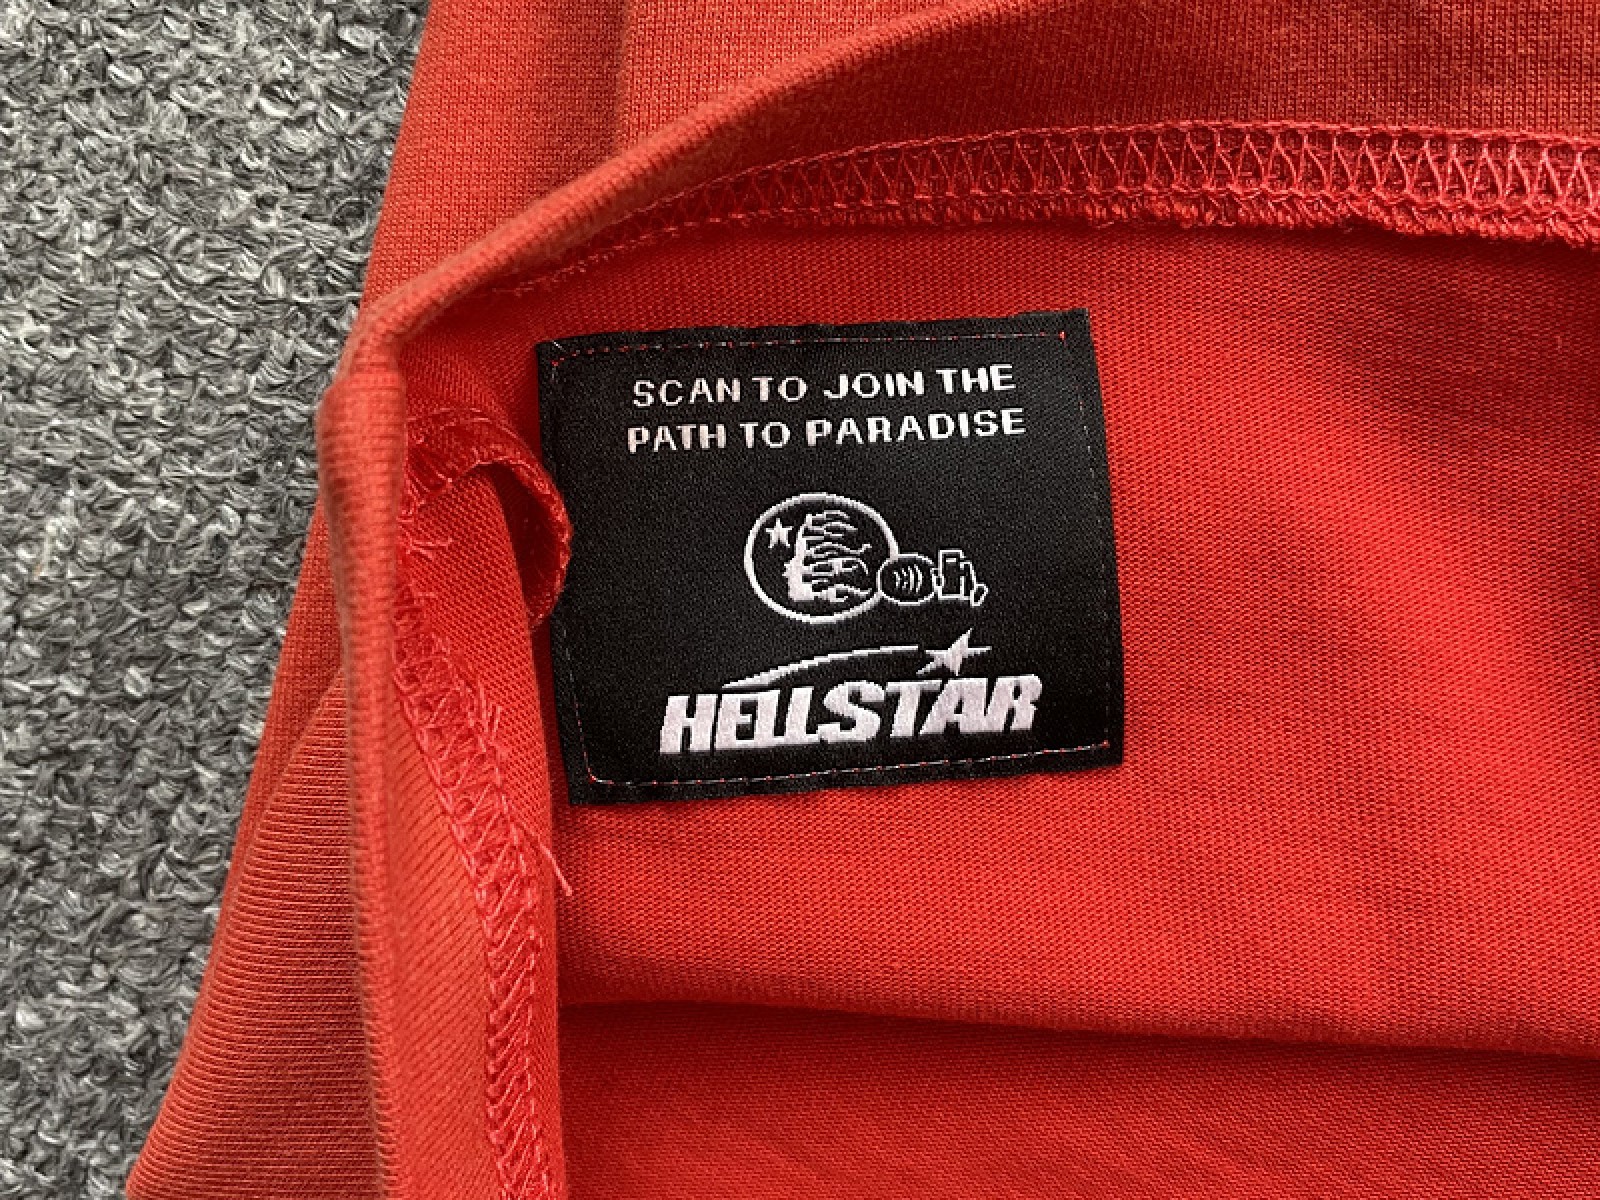 SCAN TO JOIN THE
PATH TO PARADISE
HELLSTAR